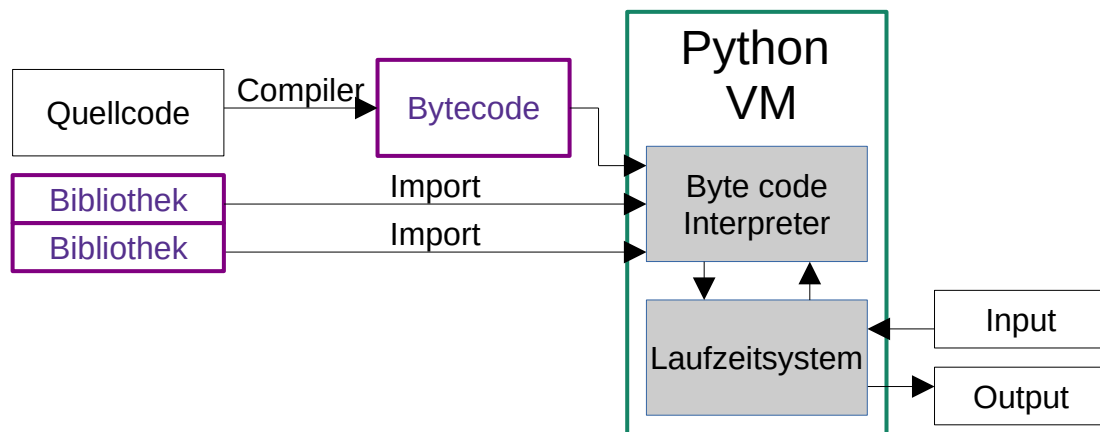 Python
VM
Quellcode
Compiler
Bytecode
Bibliothek
Import
Bibliothek
Import
Byte code
Interpreter
Laufzeitsystem
Input
Output